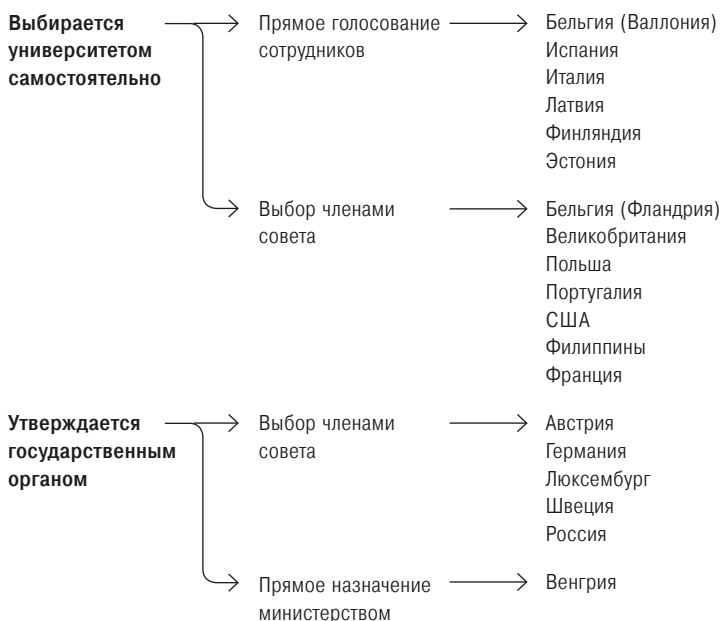 Выбирается
университетом
самостоятельно
Прямое голосование
сотрудников
Бельгия (Валлония)
Испания
Италия
Латвия
Финляндия
Эстония
Выбор членами
совета
Бельгия (Фландрия)
Великобритания
Польша
Португалия
США
Филиппины
Франция
Утверждается
государственным
органом
Выбор членами
совета
Австрия
Германия
Люксембург
Швеция
Россия
Прямое назначение
министерством
Венгрия